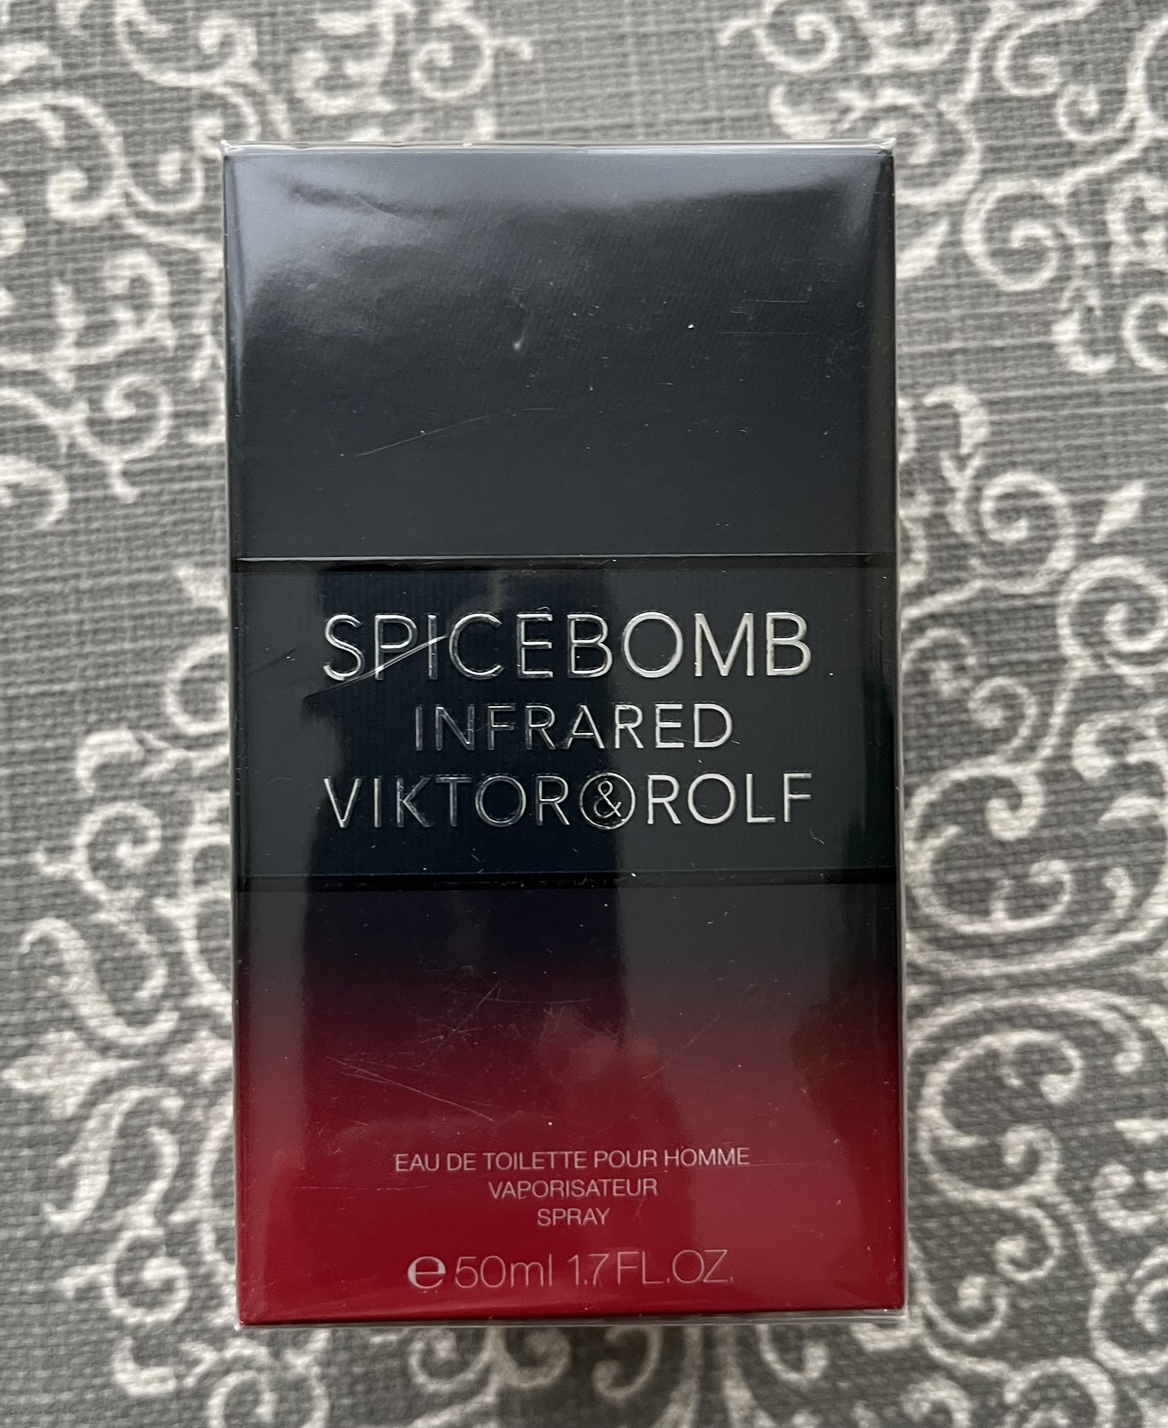 SPICEBOMB
INFRARED
VIKTOR&ROLF
EAU DE TOILETTE POUR HOMME
VAPORISATEUR
SPRAY
℮ 50ml 1.7 FL.OZ.